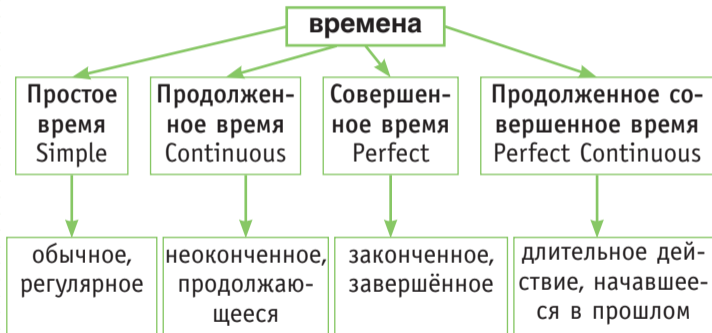 времена
Простое
время
Simple
Продолжен-
ное время
Continuous
Совершен-
ное время
Perfect
Продолженное со-
вершенное время
Perfect Continuous
обычное,
регулярное
неоконченное,
продолжаю-
щееся
законченное,
завершённое
длительное дей-
ствие, начавшее-
ся в прошлом